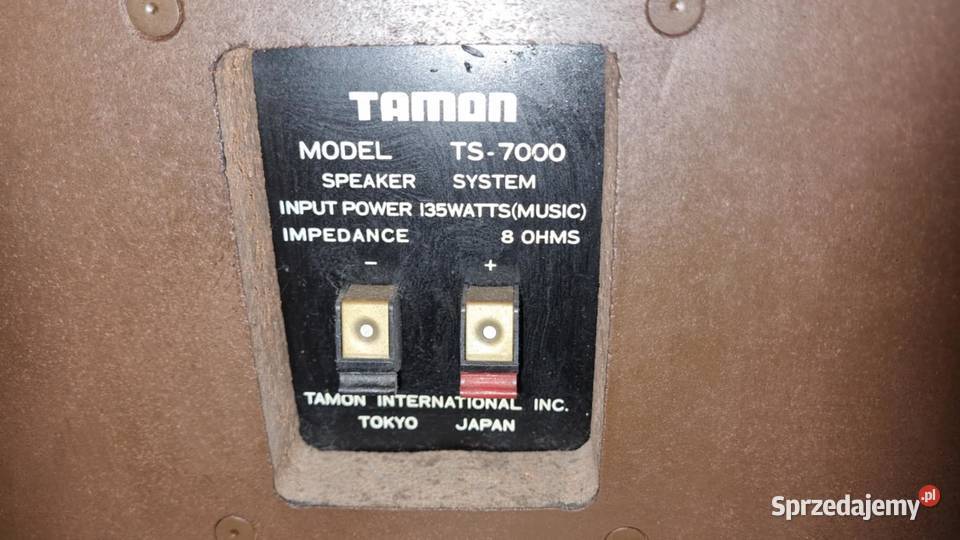 TAMON
MODEL TS-7000
SPEAKER SYSTEM
INPUT POWER 135WATTS(MUSIC)
IMPEDANCE 8 OHMS
- +
TAMON INTERNATIONAL INC.
TOKYO JAPAN
Sprzedajemy.pl